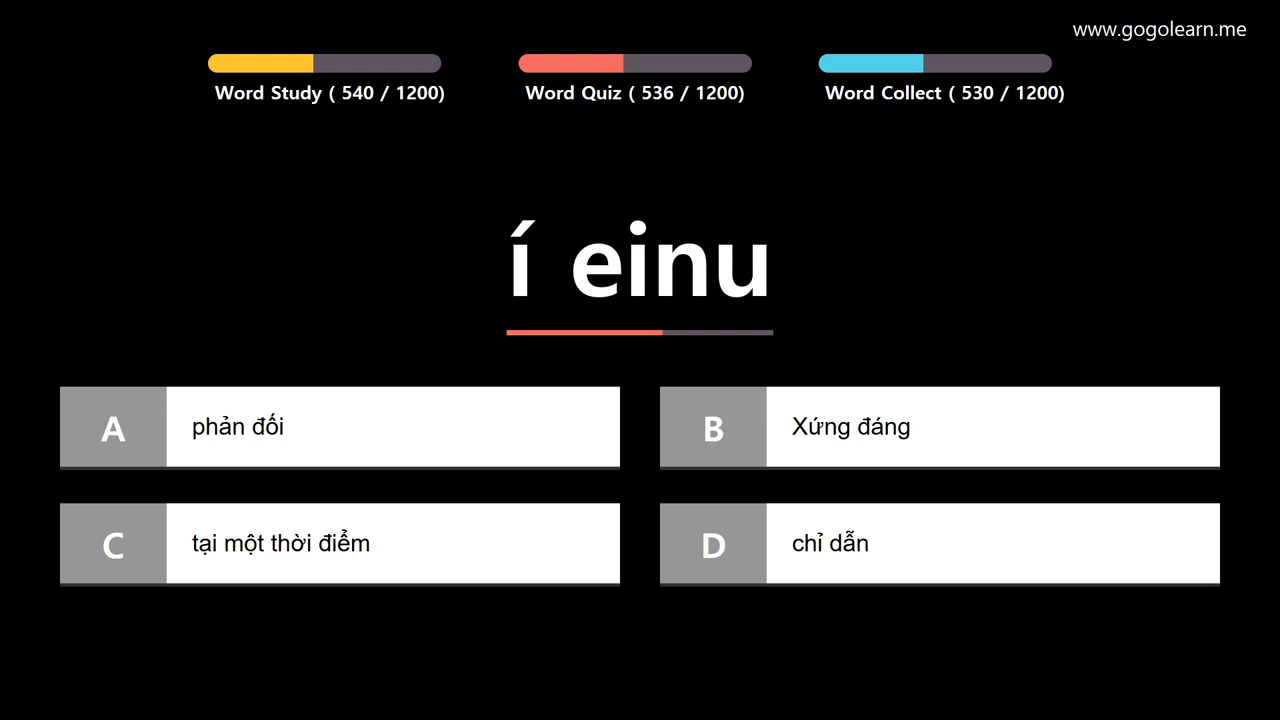 www.gogolearn.me
Word Study ( 540 / 1200)
Word Quiz ( 536 / 1200)
Word Collect ( 530 / 1200)
í einu
A phản đối
B Xứng đáng
C tại một thời điểm
D chỉ dẫn